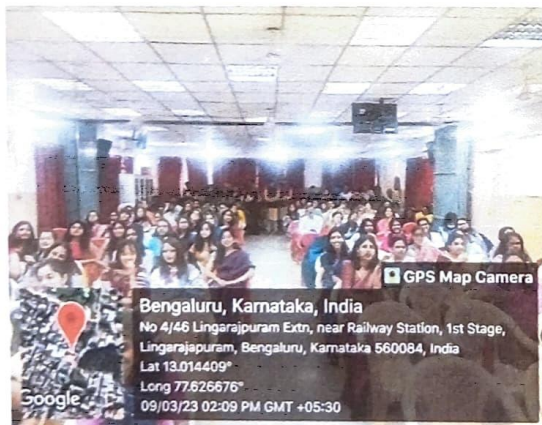 GPS Map Camera
Bengaluru, Karnataka, India
No 4/46 Lingarajpuram Extn, near Railway Station, 1st Stage,
Lingarajapuram, Bengaluru, Karnataka 560084, India
Lat 13.014409°
Long 77.626676°
09/03/23 02:09 PM GMT +05:30
Google